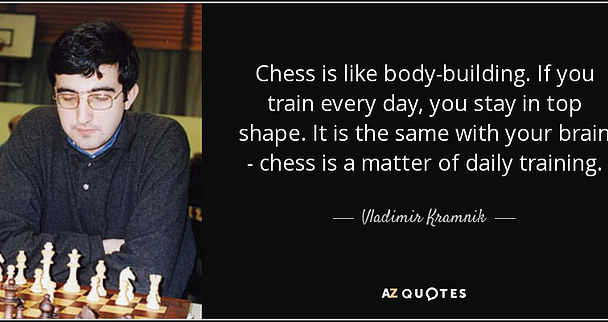 Chess is like body-building. If you
train every day, you stay in top
shape. It is the same with your brain
- chess is a matter of daily training.
Vladimir Kramnik
AZ QUOTES